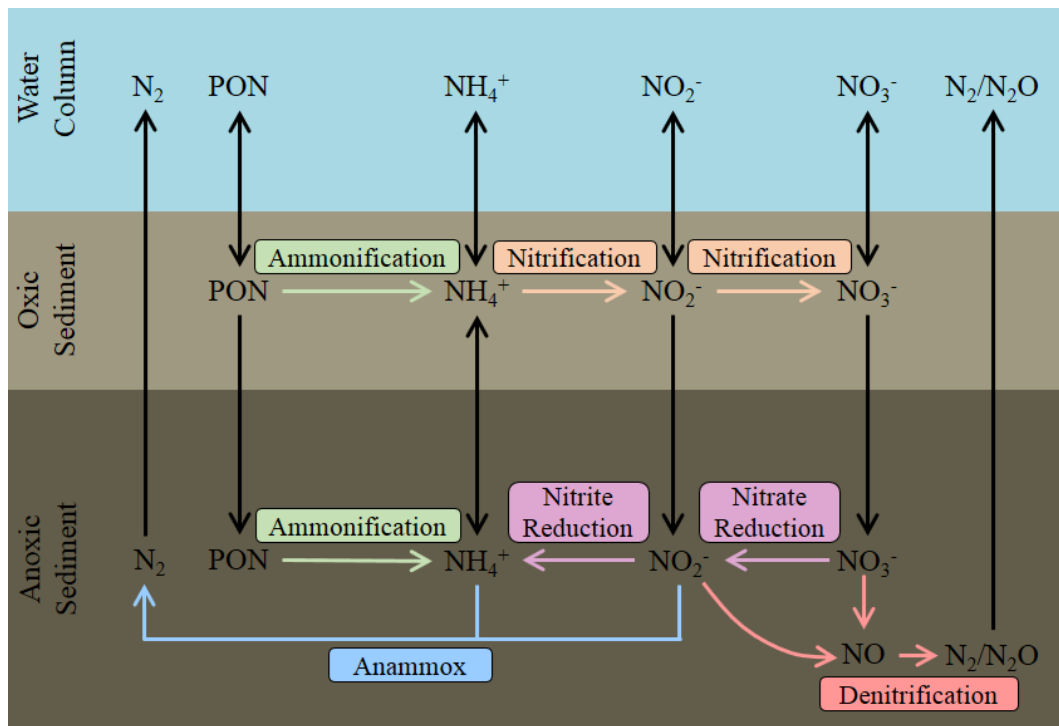 Water
Column
N₂ PON NH₄⁺ NO₂⁻ NO₃⁻ N₂/N₂O
Oxic
Sediment
Ammonification Nitrification Nitrification
PON NH₄⁺ NO₂⁻ NO₃⁻
Anoxic
Sediment
Ammonification
Nitrite
Reduction
Nitrate
Reduction
N₂ PON NH₄⁺ NO₂⁻ NO₃⁻
Anammox
NO N₂/N₂O
Denitrification